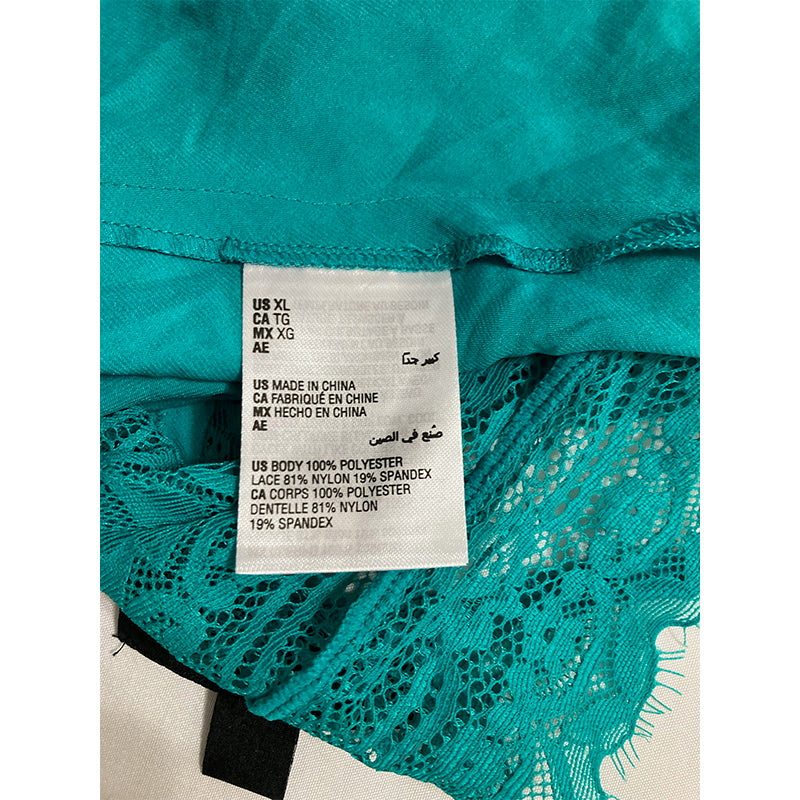 US XL
CA TG
MX XG
AE
كبير جدًا
US MADE IN CHINA
CA FABRIQUÉ EN CHINE
MX HECHO EN CHINA
AE
صُنع في الصين
US BODY 100% POLYESTER
LACE 81% NYLON 19% SPANDEX
CA CORPS 100% POLYESTER
DENTELLE 81% NYLON
19% SPANDEX